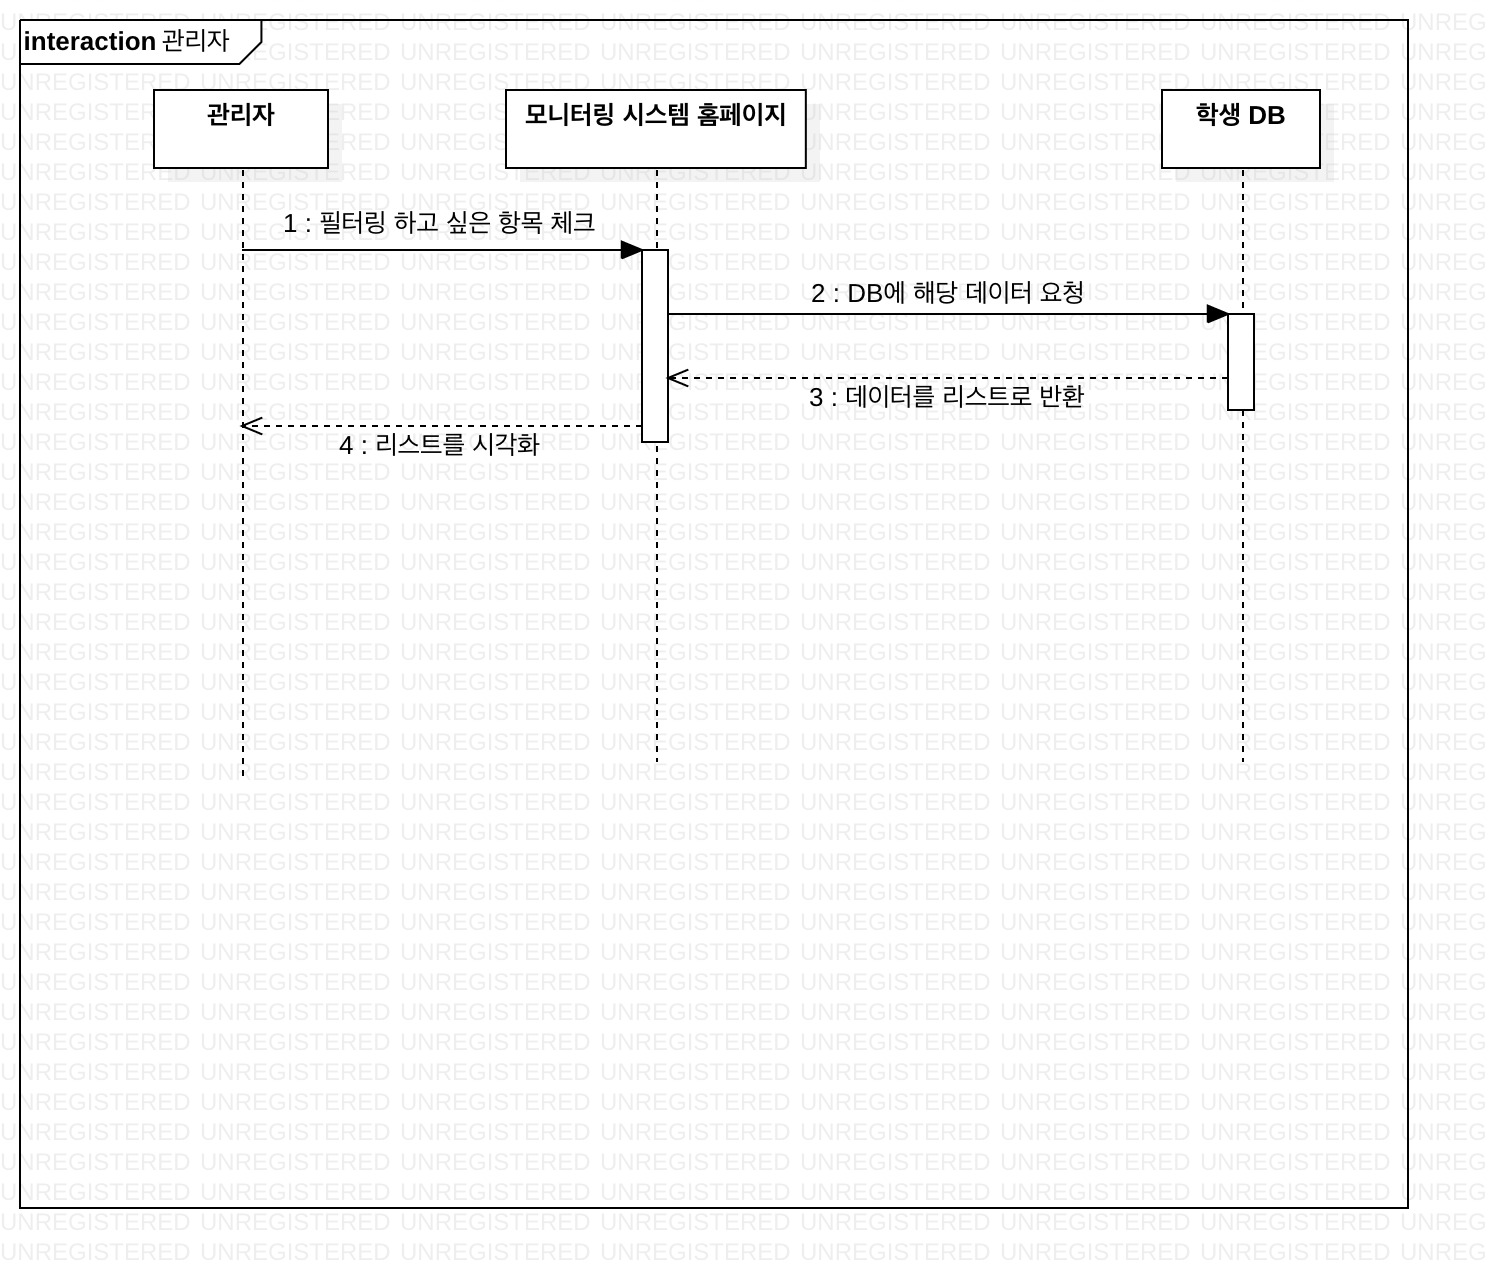 interaction 관리자
관리자
모니터링 시스템 홈페이지
학생 DB
1 : 필터링 하고 싶은 항목 체크
2 : DB에 해당 데이터 요청
3 : 데이터를 리스트로 반환
4 : 리스트를 시각화
UNREGISTERED